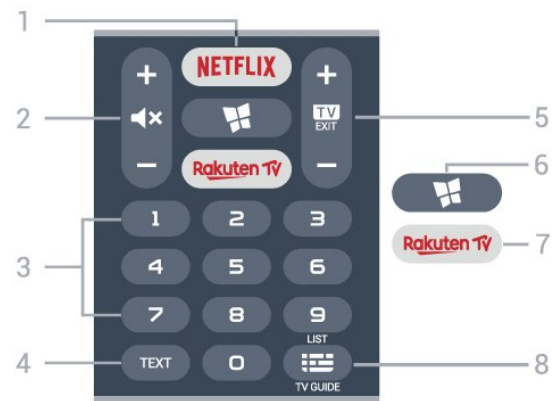 1
NETFLIX
+ +
2
TV
EXIT
5
− −
6
Rakuten TV
1 2 3
Rakuten TV
7
3
4 5 6
7 8 9
LIST
4
TEXT
0
8
TV GUIDE